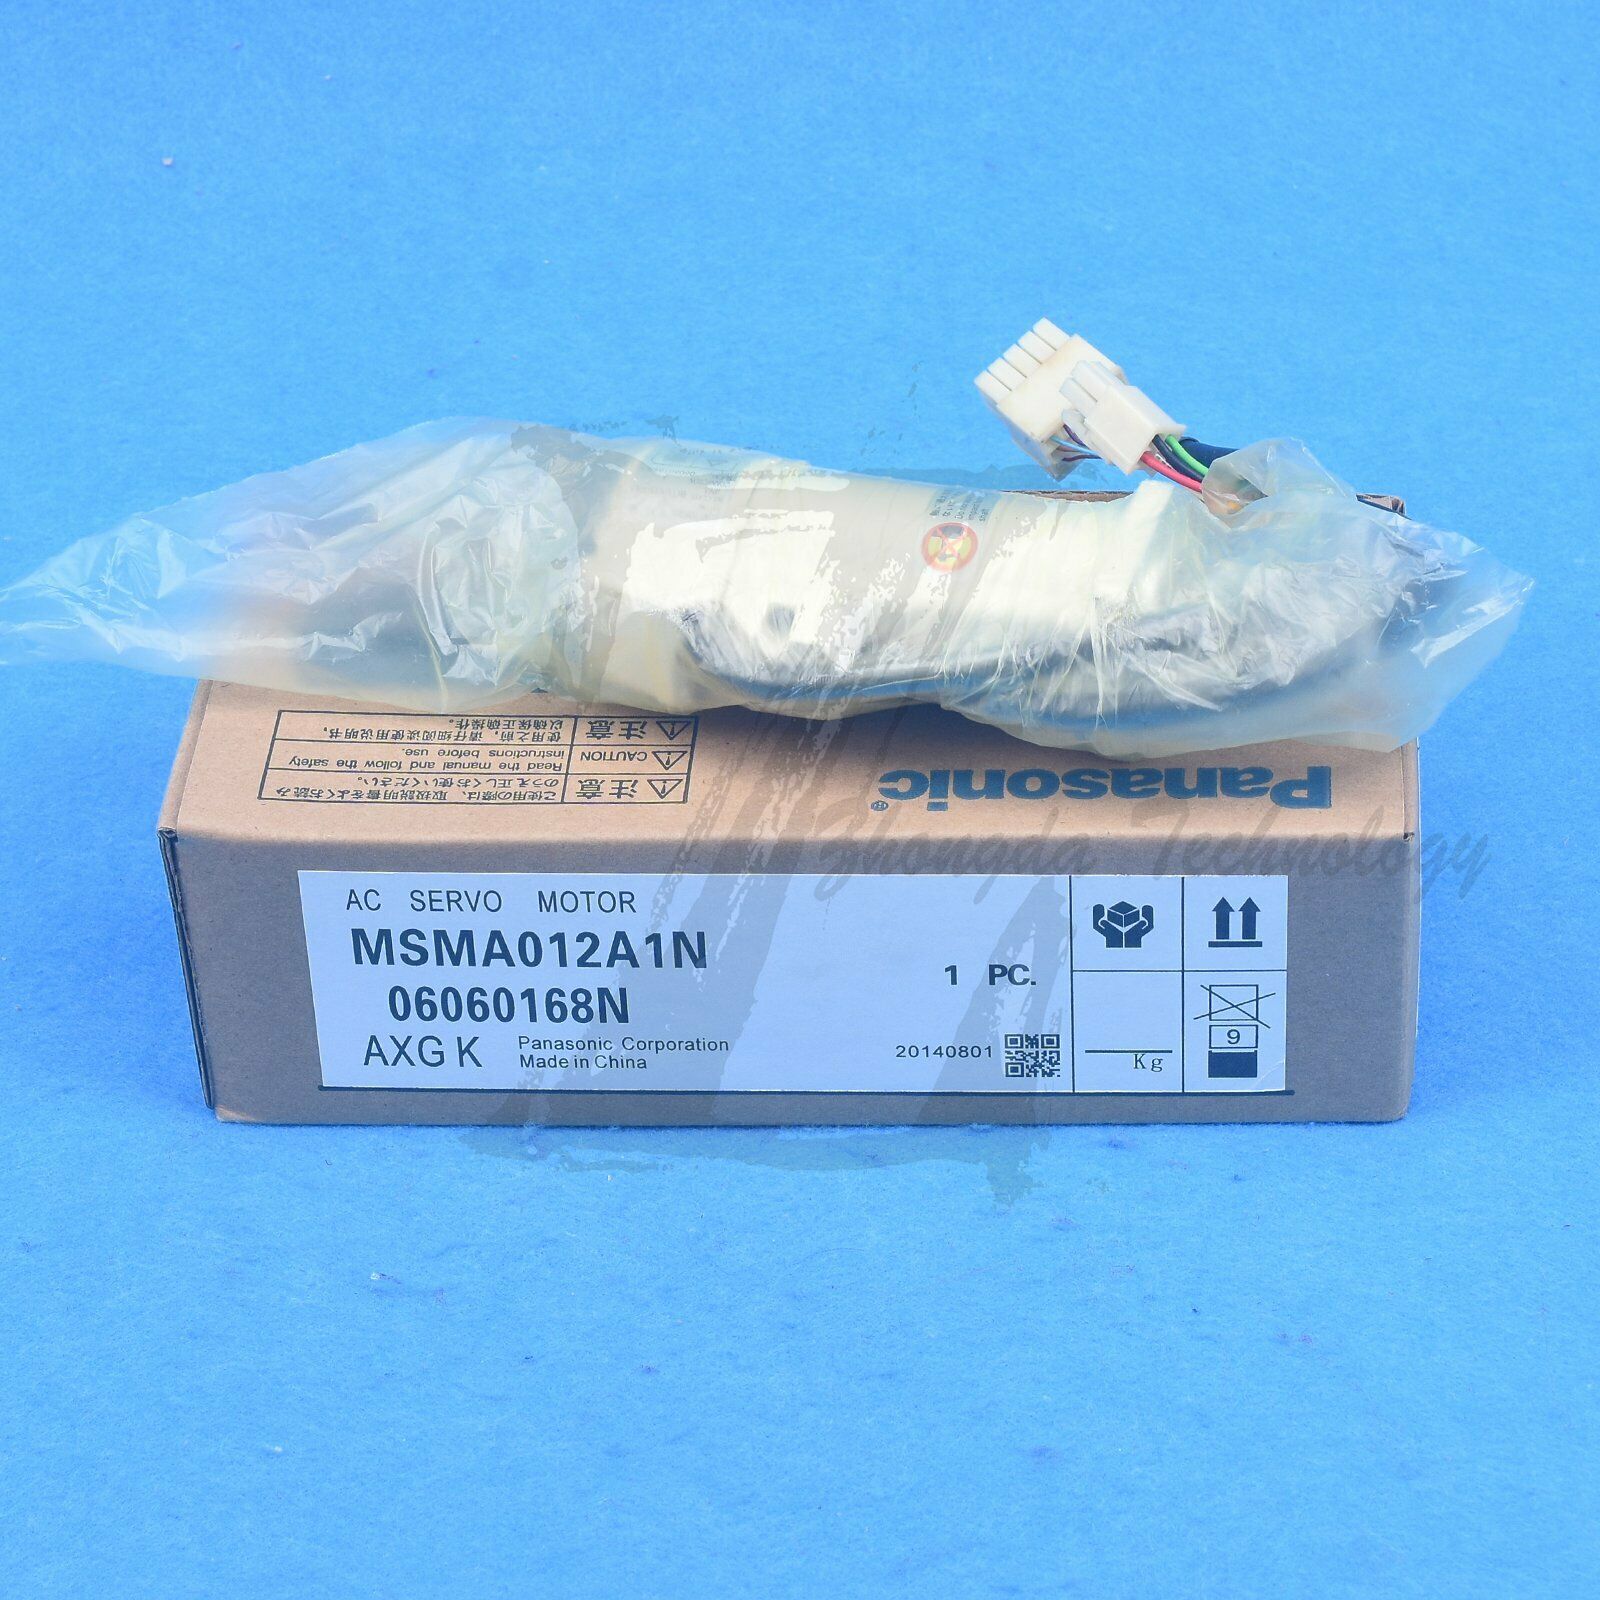 Panasonic®
ご使用の際は、取扱説明書をよくお読み
のうえ正しくお使いください。
注意
Read the manual and follow the safety
instructions before use.
CAUTION
使用之前，请仔细阅读使用说明书，
以确保正确操作。
注意
Zhongda Technology
AC SERVO MOTOR
MSMA012A1N
06060168N
1 PC.
AXGK
Panasonic Corporation
Made in China
20140801
Kg
9